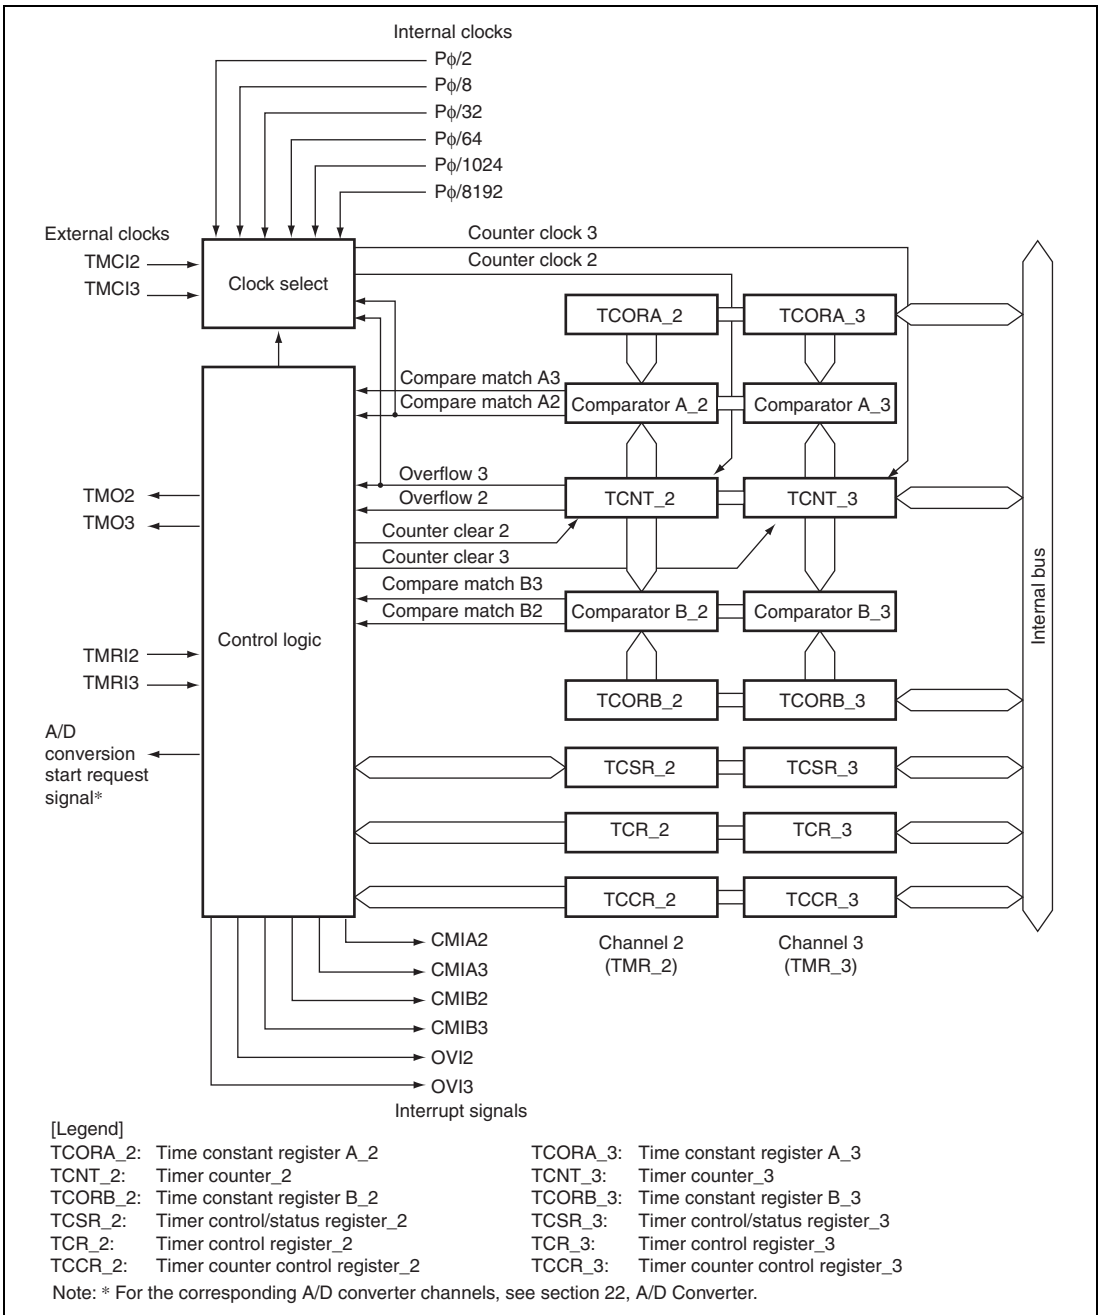 Internal clocks
Pϕ/2
Pϕ/8
Pϕ/32
Pϕ/64
Pϕ/1024
Pϕ/8192
External clocks
TMCI2
TMCI3
Clock select
Counter clock 3
Counter clock 2
TCORA_2
TCORA_3
Compare match A3
Compare match A2
Comparator A_2
Comparator A_3
TMO2
TMO3
Overflow 3
Overflow 2
TCNT_2
TCNT_3
Counter clear 2
Counter clear 3
Compare match B3
Compare match B2
Comparator B_2
Comparator B_3
Internal bus
Control logic
TMRI2
TMRI3
TCORB_2
TCORB_3
A/D
conversion
start request
signal*
TCSR_2
TCSR_3
TCR_2
TCR_3
TCCR_2
TCCR_3
Channel 2
(TMR_2)
Channel 3
(TMR_3)
CMIA2
CMIA3
CMIB2
CMIB3
OVI2
OVI3
Interrupt signals
[Legend]
TCORA_2: Time constant register A_2
TCNT_2: Timer counter_2
TCORB_2: Time constant register B_2
TCSR_2: Timer control/status register_2
TCR_2: Timer control register_2
TCCR_2: Timer counter control register_2
TCORA_3: Time constant register A_3
TCNT_3: Timer counter_3
TCORB_3: Time constant register B_3
TCSR_3: Timer control/status register_3
TCR_3: Timer control register_3
TCCR_3: Timer counter control register_3
Note: * For the corresponding A/D converter channels, see section 22, A/D Converter.